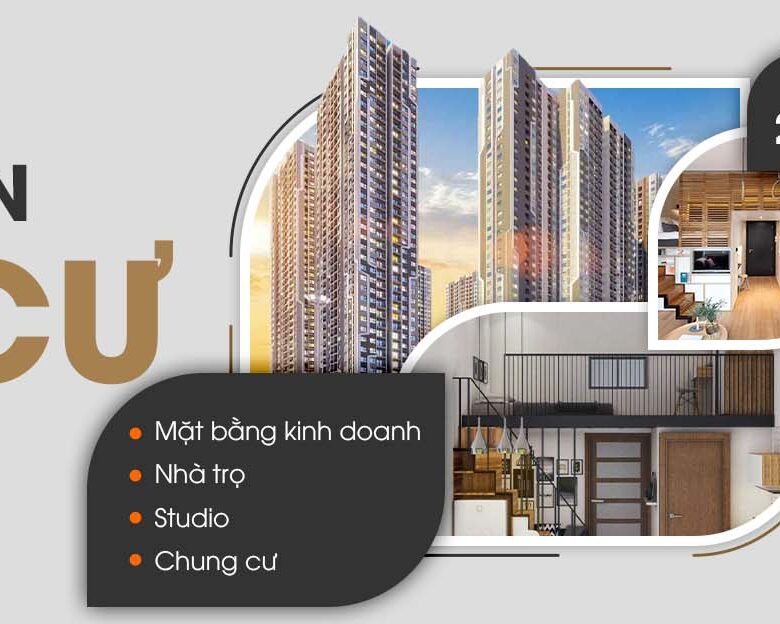 N
CƯ
Mặt bằng kinh doanh
Nhà trọ
Studio
Chung cư